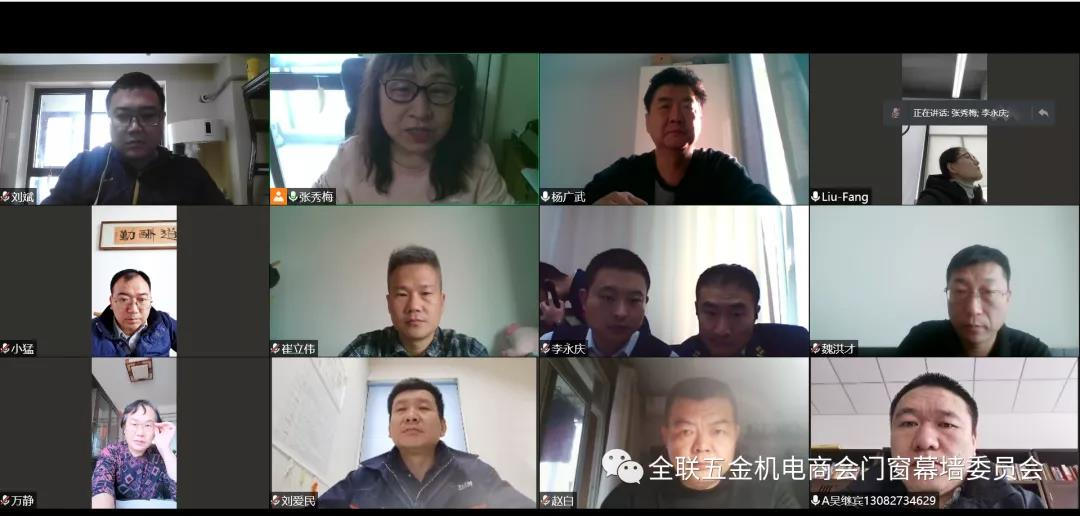 正在讲话: 张秀梅; 李永庆;
刘斌
张秀梅
杨广武
Liu-Fang
勤酬道
小猛
崔立伟
李永庆
魏洪才
万静
刘爱民
赵白
A吴继宾13082734629
全联五金机电商会门窗幕墙委员会